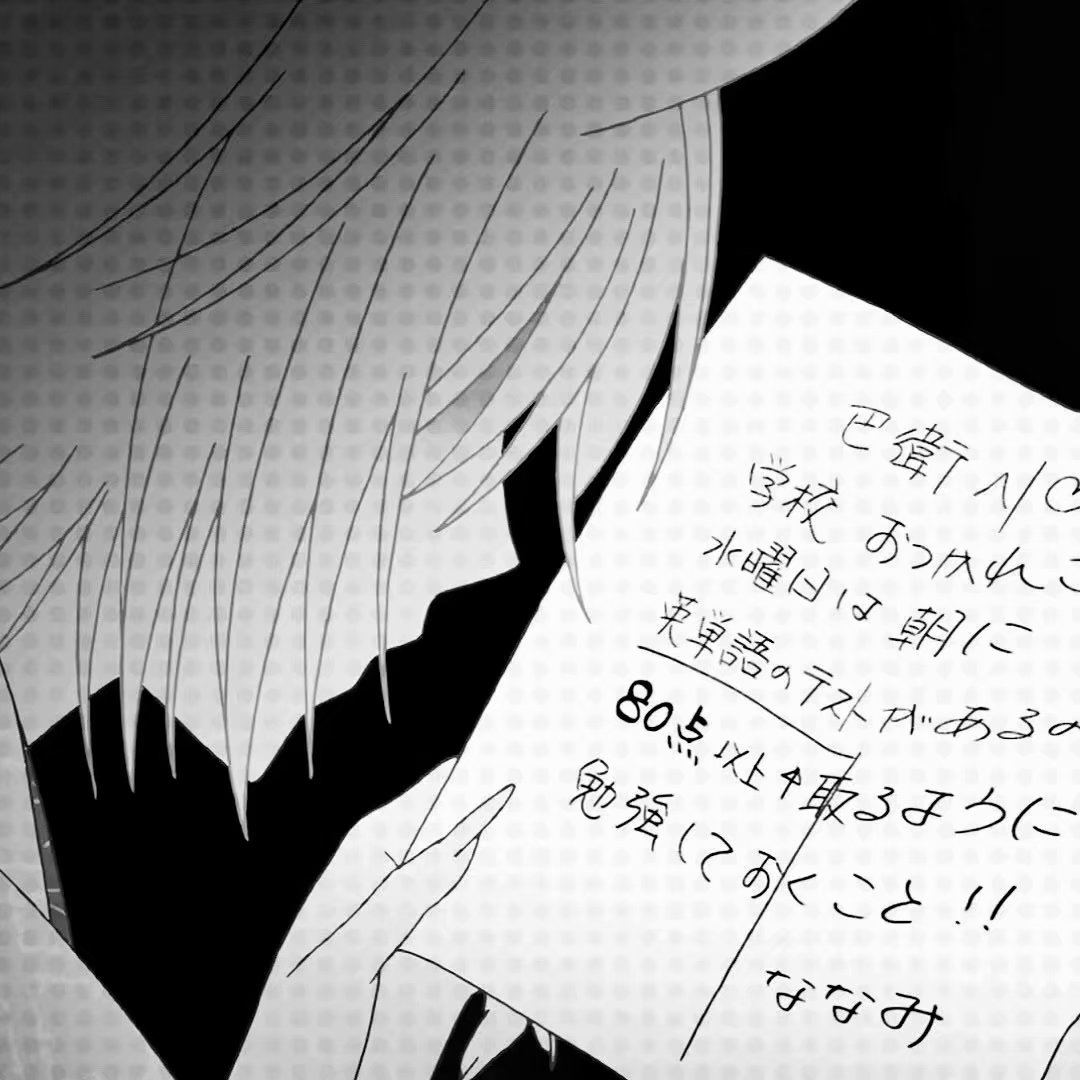 巴衛へ♡
学校おつかれさ
水曜日は朝に
英単語のテストがあるの
80点以上取るように
勉強しておくこと!!
ななみ